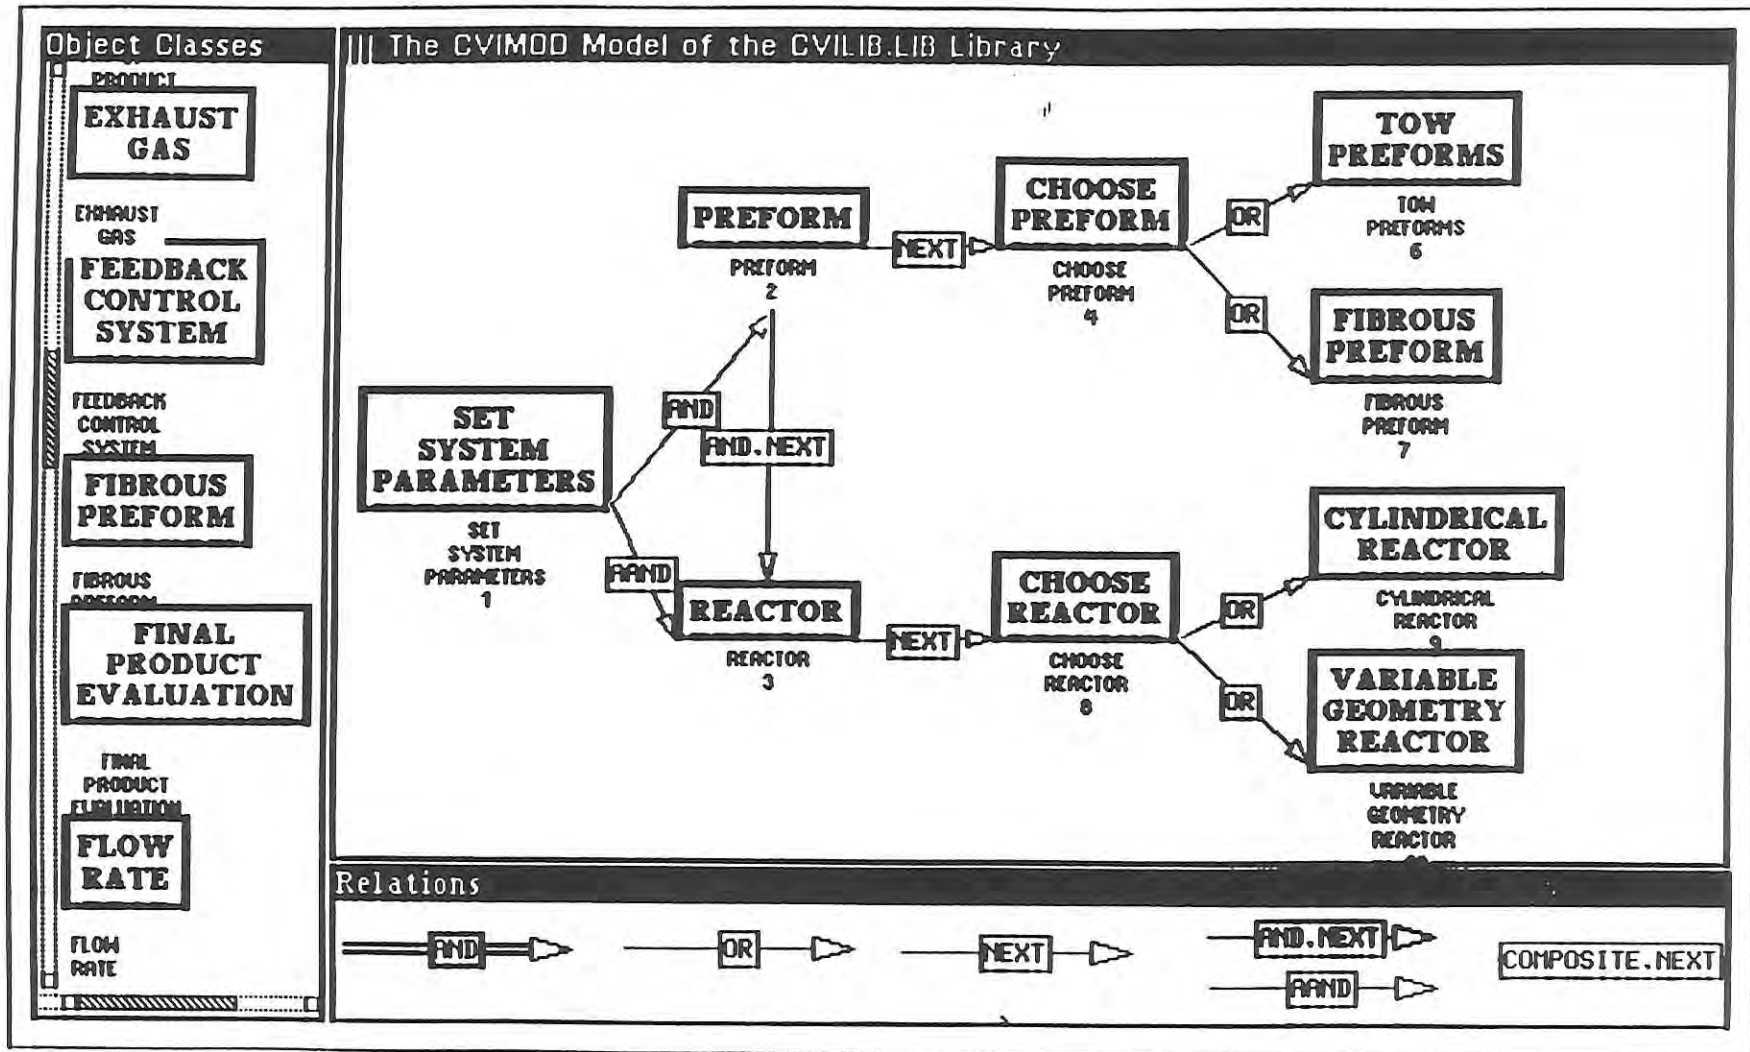 Object Classes
PRODUCT
EXHAUST
GAS
EXHAUST
GAS
FEEDBACK
CONTROL
SYSTEM
FEEDBACK
CONTROL
SYSTEM
FIBROUS
PREFORM
FIBROUS
PREFORM
FINAL
PRODUCT
EVALUATION
FINAL
PRODUCT
EVALUATION
FLOW
RATE
FLOW
RATE
||| The CVIMOD Model of the CVILIB.LIB Library
SET
SYSTEM
PARAMETERS
SET
SYSTEM
PARAMETERS
1
AND
AAND
AND.NEXT
PREFORM
PREFORM
2
NEXT
CHOOSE
PREFORM
CHOOSE
PREFORM
4
OR
OR
TOW
PREFORMS
TOW
PREFORMS
6
FIBROUS
PREFORM
FIBROUS
PREFORM
7
REACTOR
REACTOR
3
NEXT
CHOOSE
REACTOR
CHOOSE
REACTOR
8
OR
OR
CYLINDRICAL
REACTOR
CYLINDRICAL
REACTOR
9
VARIABLE
GEOMETRY
REACTOR
VARIABLE
GEOMETRY
REACTOR
Relations
AND
OR
NEXT
AND.NEXT
AAND
COMPOSITE.NEXT